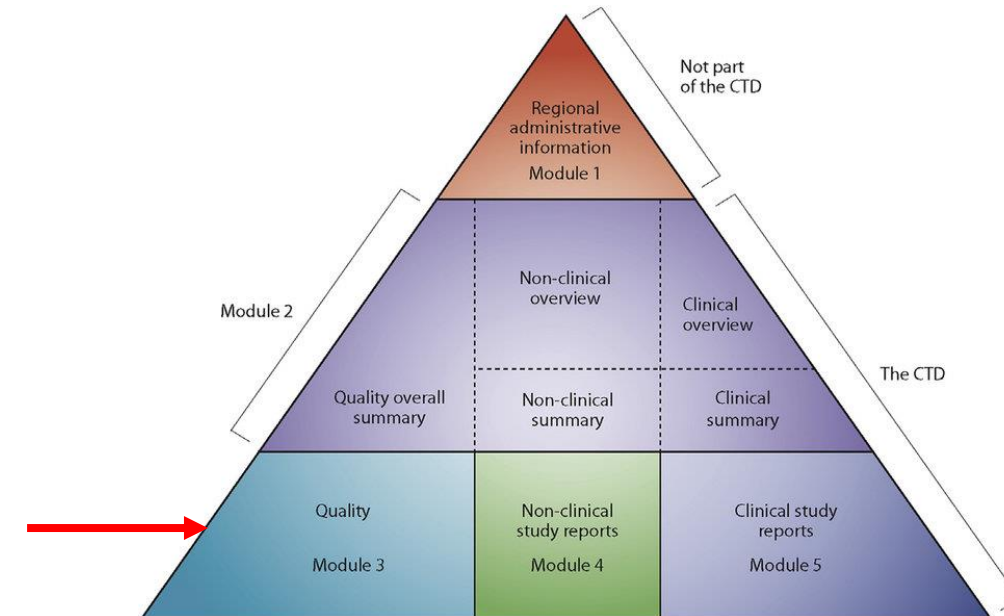 Not part
of the CTD
Regional
administrative
information
Module 1
Module 2
Non-clinical
overview
Clinical
overview
The CTD
Quality overall
summary
Non-clinical
summary
Clinical
summary
Quality
Module 3
Non-clinical
study reports
Module 4
Clinical study
reports
Module 5